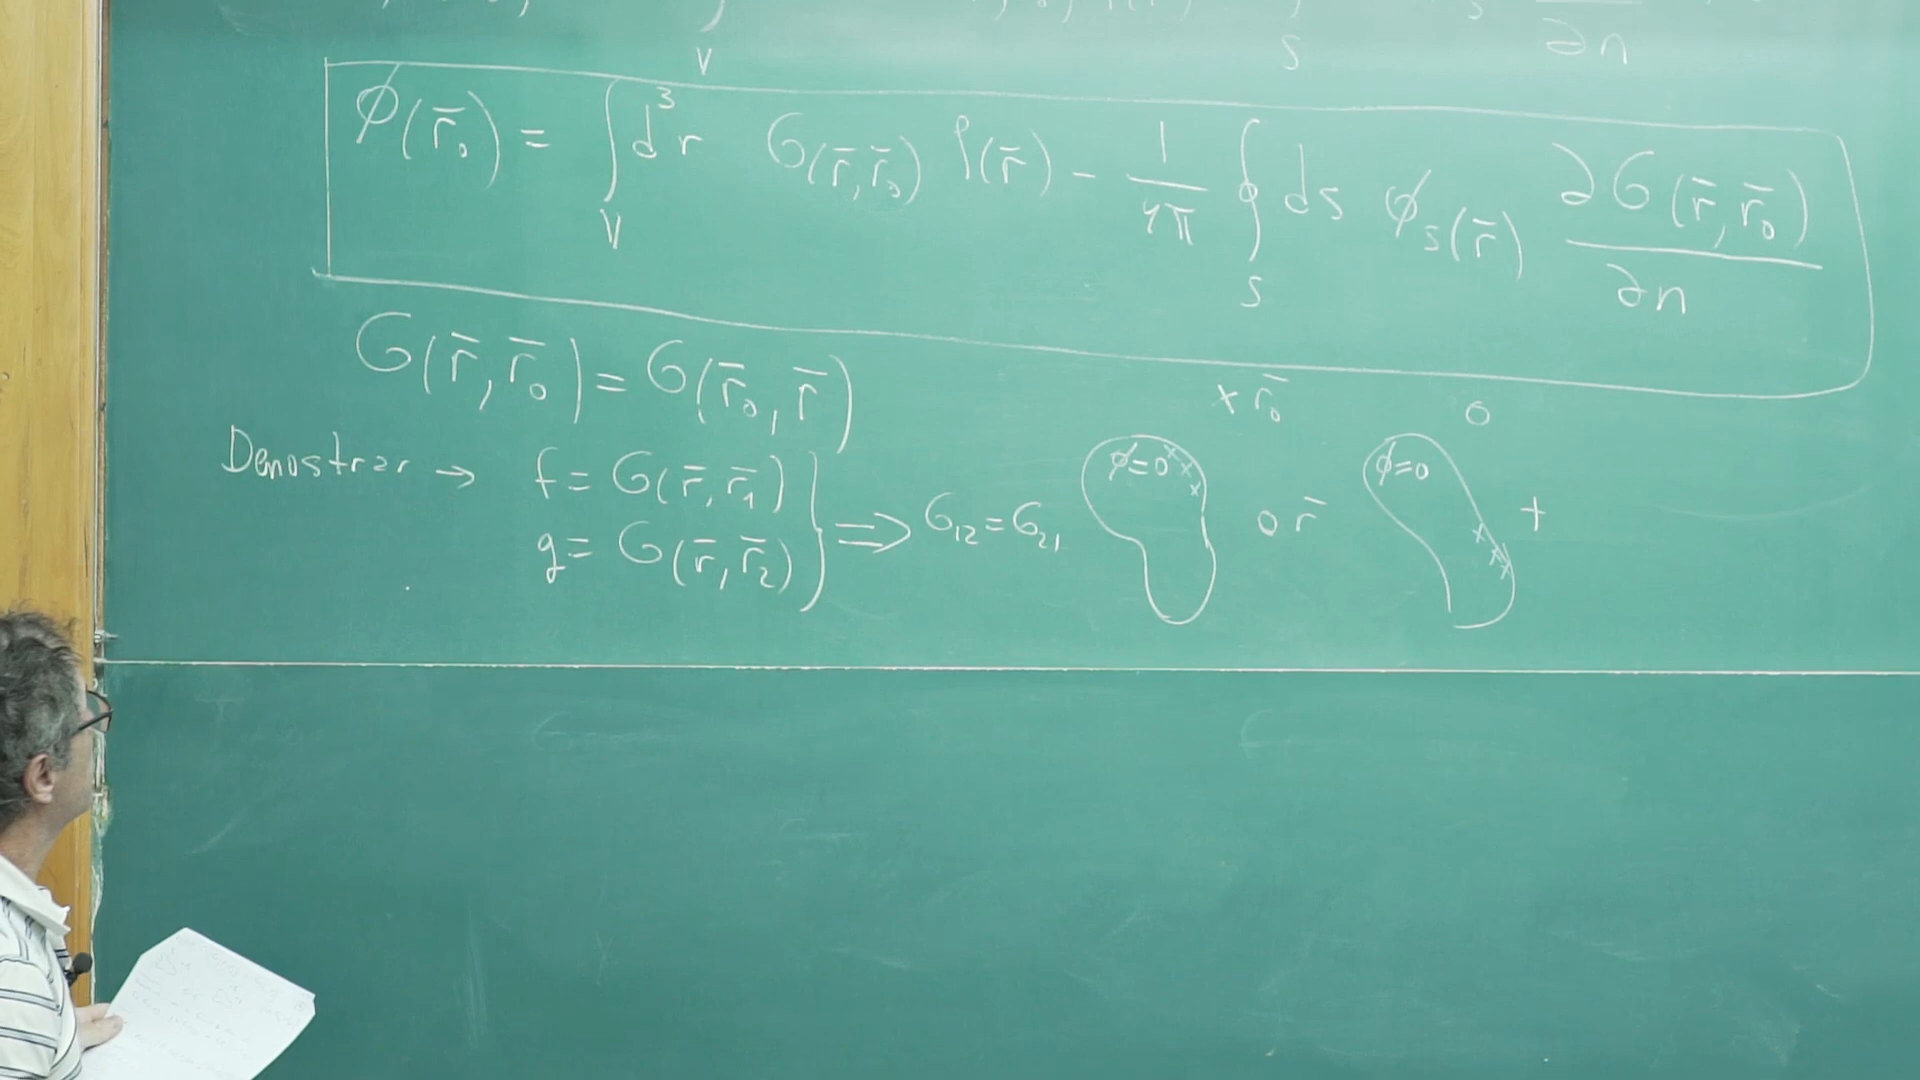 V S ∂n
ϕ(r̄₀) = ∫_V d³r G(r̄,r̄₀) ρ(r̄) - 1/4π ∮_S ds ϕ_S(r̄) ∂G(r̄,r̄₀)/∂n
G(r̄,r̄₀) = G(r̄₀,r̄)
× r̄₀ o
Demostrar → f = G(r̄,r̄₁)
g = G(r̄,r̄₂) } ⟹ G₁₂ = G₂₁
ϕ=0 ××× o r̄ ϕ=0 ××× +